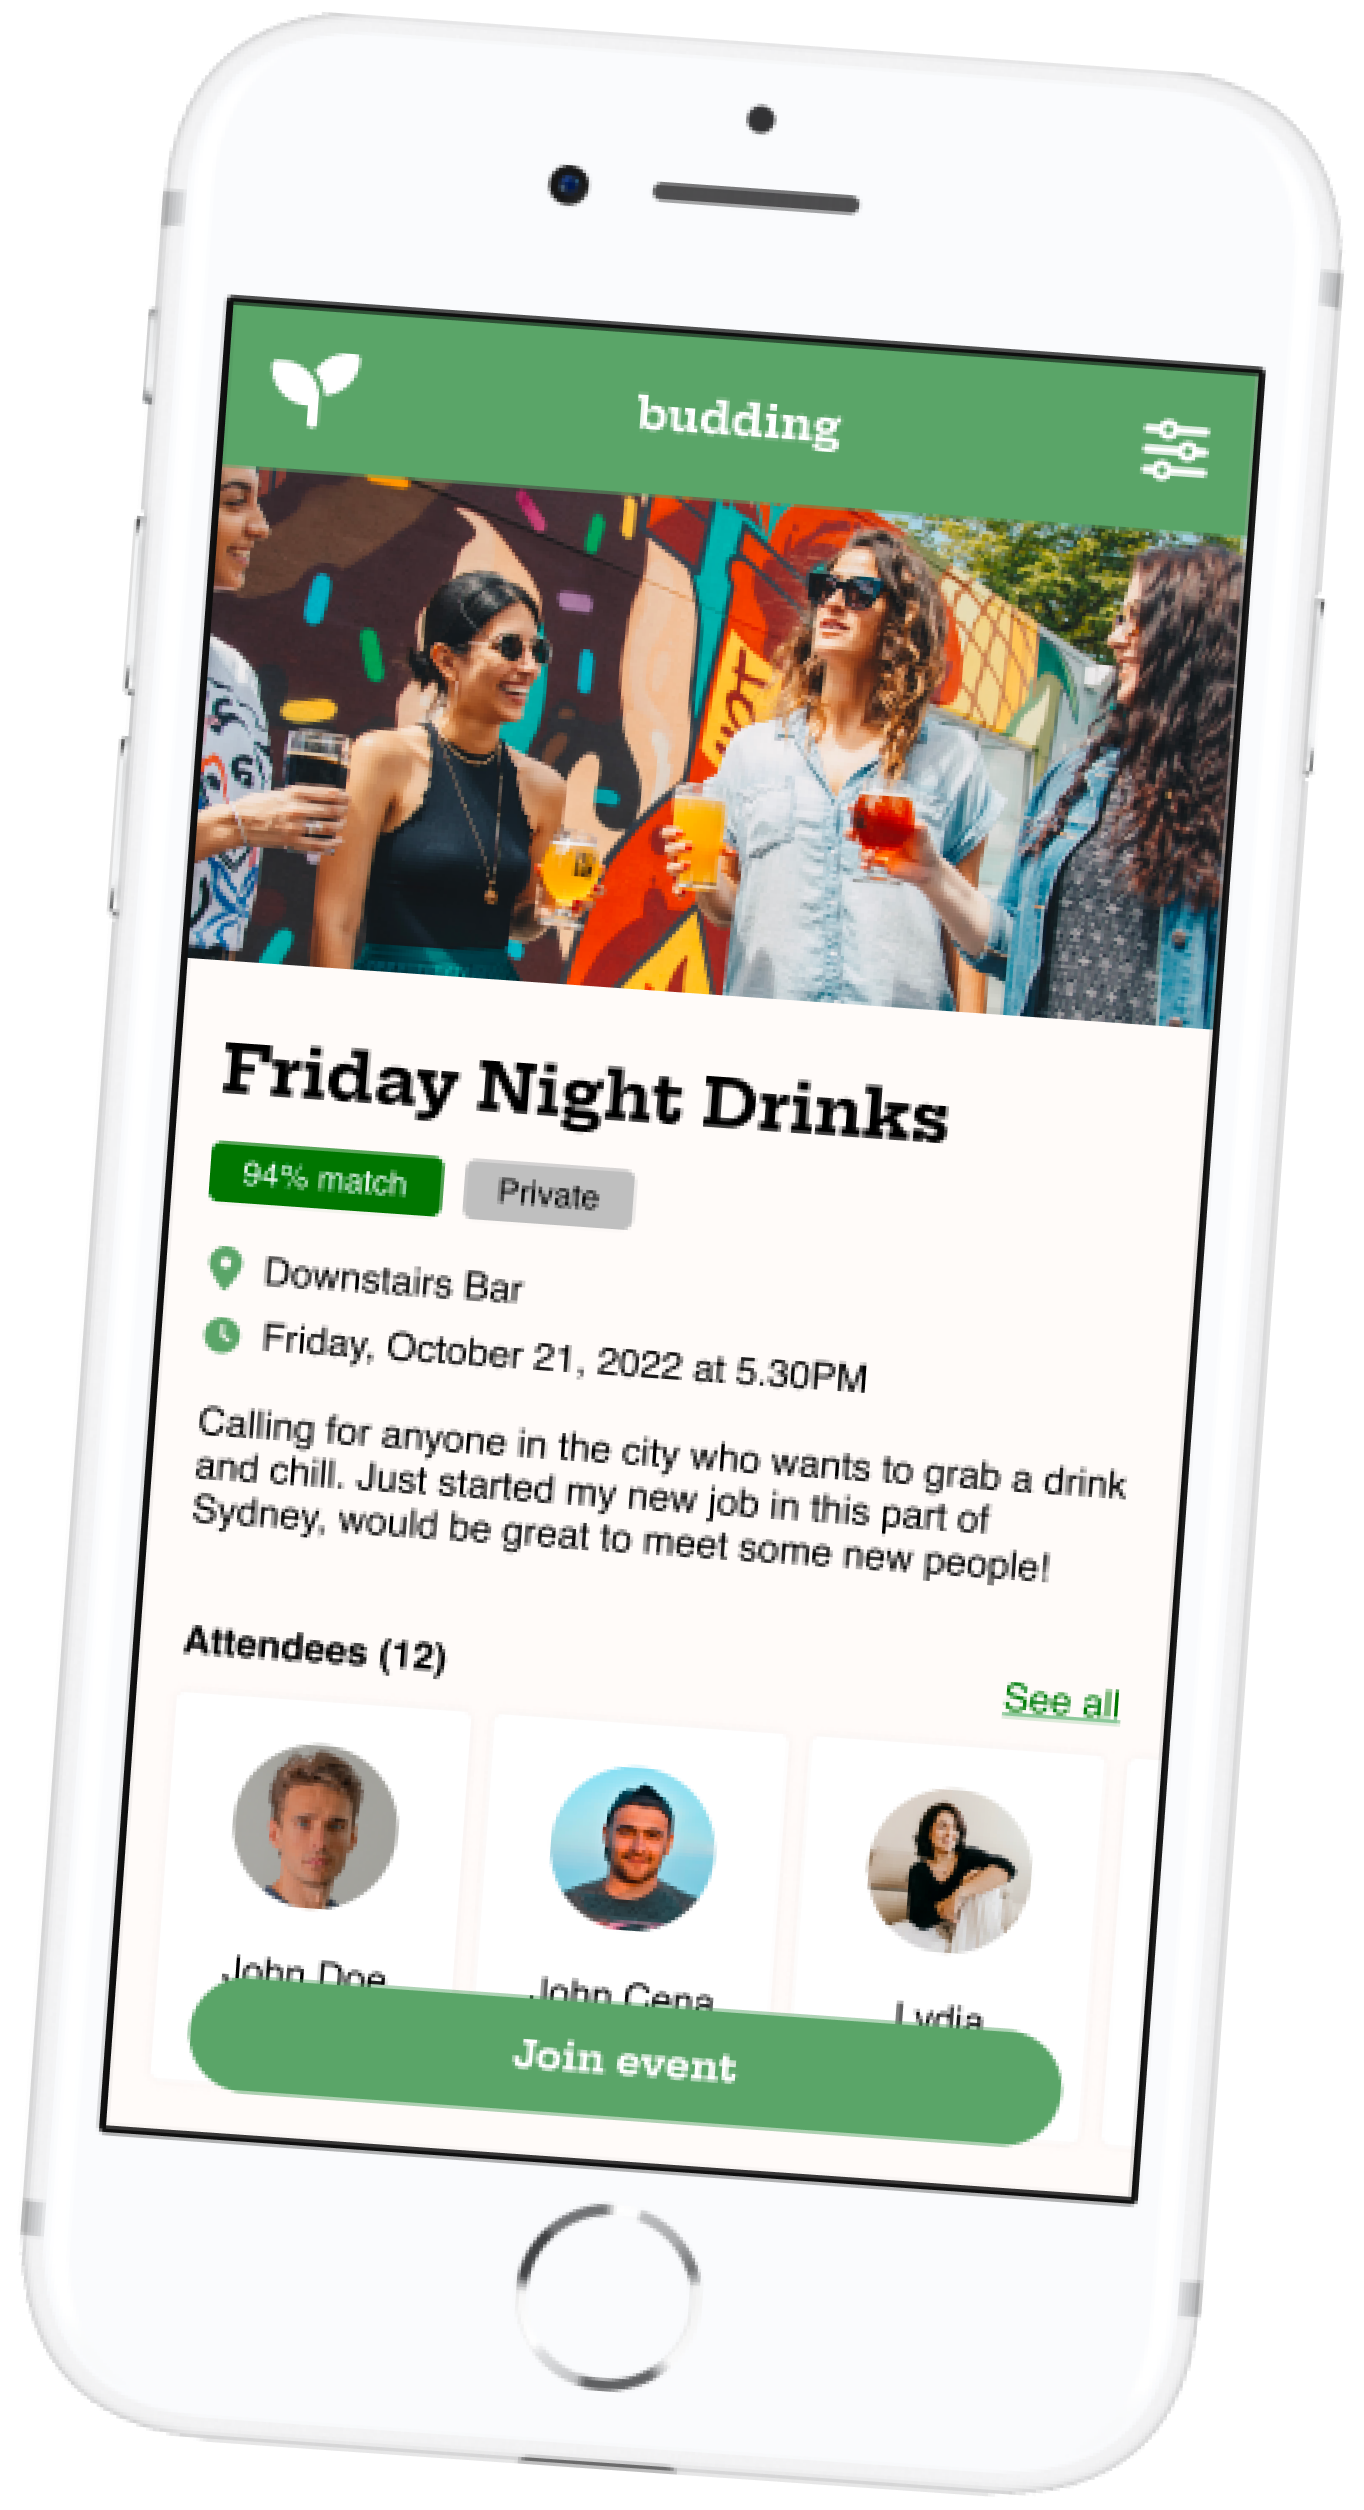 budding
HOT
Friday Night Drinks
94% match
Private
Downstairs Bar
Friday, October 21, 2022 at 5.30PM
Calling for anyone in the city who wants to grab a drink
and chill. Just started my new job in this part of
Sydney, would be great to meet some new people!
Attendees (12)
See all
John Doe
John Cena
Lydia
Join event